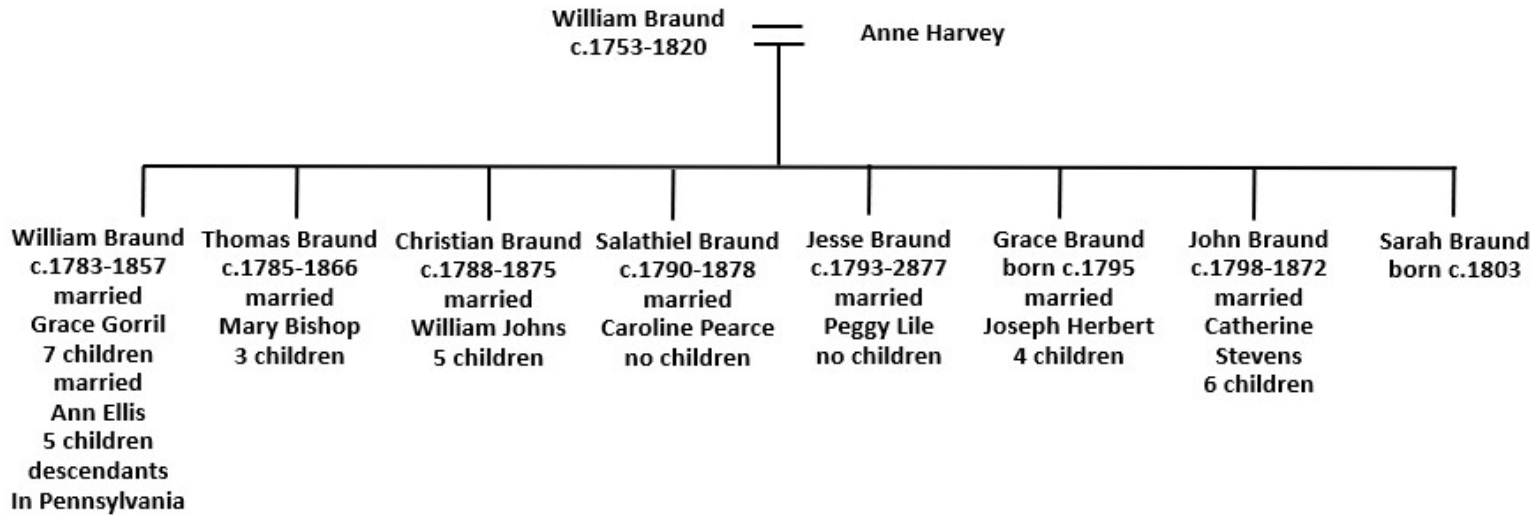 William Braund
c.1753-1820
Anne Harvey
William Braund
c.1783-1857
married
Grace Gorril
7 children
married
Ann Ellis
5 children
descendants
In Pennsylvania
Thomas Braund
c.1785-1866
married
Mary Bishop
3 children
Christian Braund
c.1788-1875
married
William Johns
5 children
Salathiel Braund
c.1790-1878
married
Caroline Pearce
no children
Jesse Braund
c.1793-2877
married
Peggy Lile
no children
Grace Braund
born c.1795
married
Joseph Herbert
4 children
John Braund
c.1798-1872
married
Catherine
Stevens
6 children
Sarah Braund
born c.1803